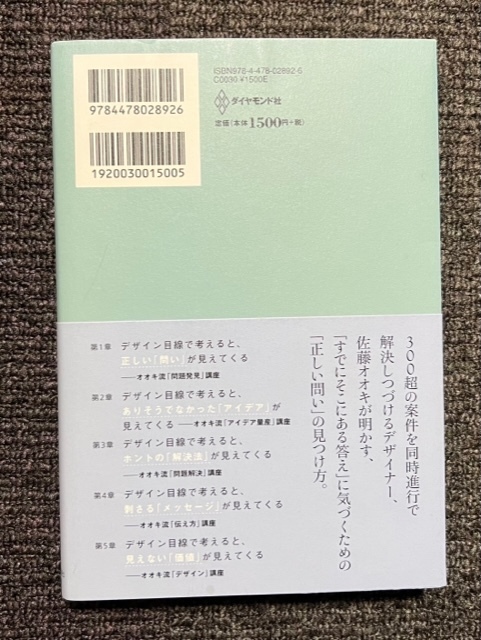 9784478028926
1920030015005
ISBN978-4-478-02892-6
C0030 ¥1500E
ダイヤモンド社
定価(本体1500円+税)
300超の案件を同時進行で
解決しつづけるデザイナー、
佐藤オオキが明かす、
「すでにそこにある答え」に気づくための
「正しい問い」の見つけ方。
第1章 デザイン目線で考えると、
正しい「問い」が見えてくる
──オオキ流「問題発見」講座
第2章 デザイン目線で考えると、
ありそうでなかった「アイデア」が
見えてくる──オオキ流「アイデア量産」講座
第3章 デザイン目線で考えると、
ホントの「解決法」が見えてくる
──オオキ流「問題解決」講座
第4章 デザイン目線で考えると、
刺さる「メッセージ」が見えてくる
──オオキ流「伝え方」講座
第5章 デザイン目線で考えると、
見えない「価値」が見えてくる
──オオキ流「デザイン」講座